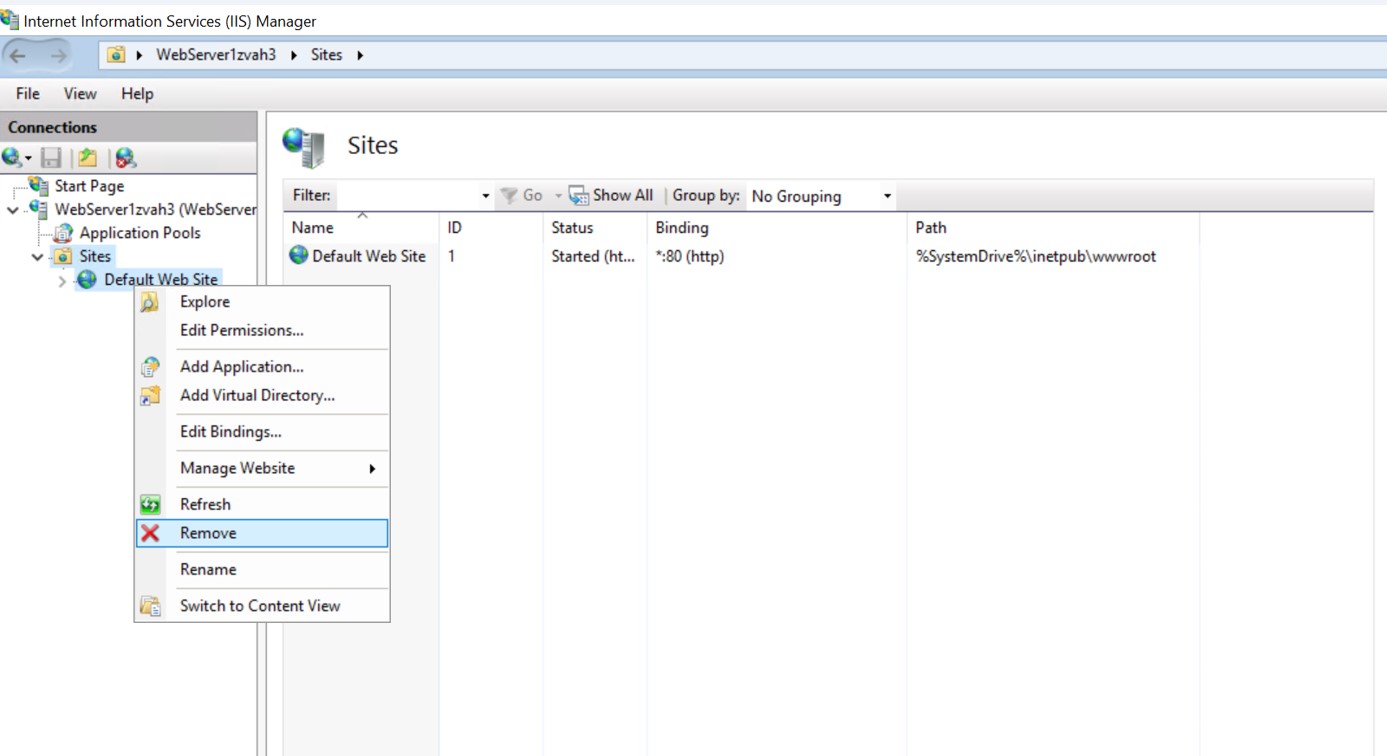 Internet Information Services (IIS) Manager
WebServer1zvah3 Sites
File View Help
Connections
Start Page
WebServer1zvah3 (WebServer
Application Pools
Sites
Default Web Site
Explore
Edit Permissions...
Add Application...
Add Virtual Directory...
Edit Bindings...
Manage Website
Refresh
Remove
Rename
Switch to Content View
Sites
Filter: Go Show All Group by: No Grouping
Name ID Status Binding Path
Default Web Site 1 Started (ht... *:80 (http) %SystemDrive%\inetpub\wwwroot